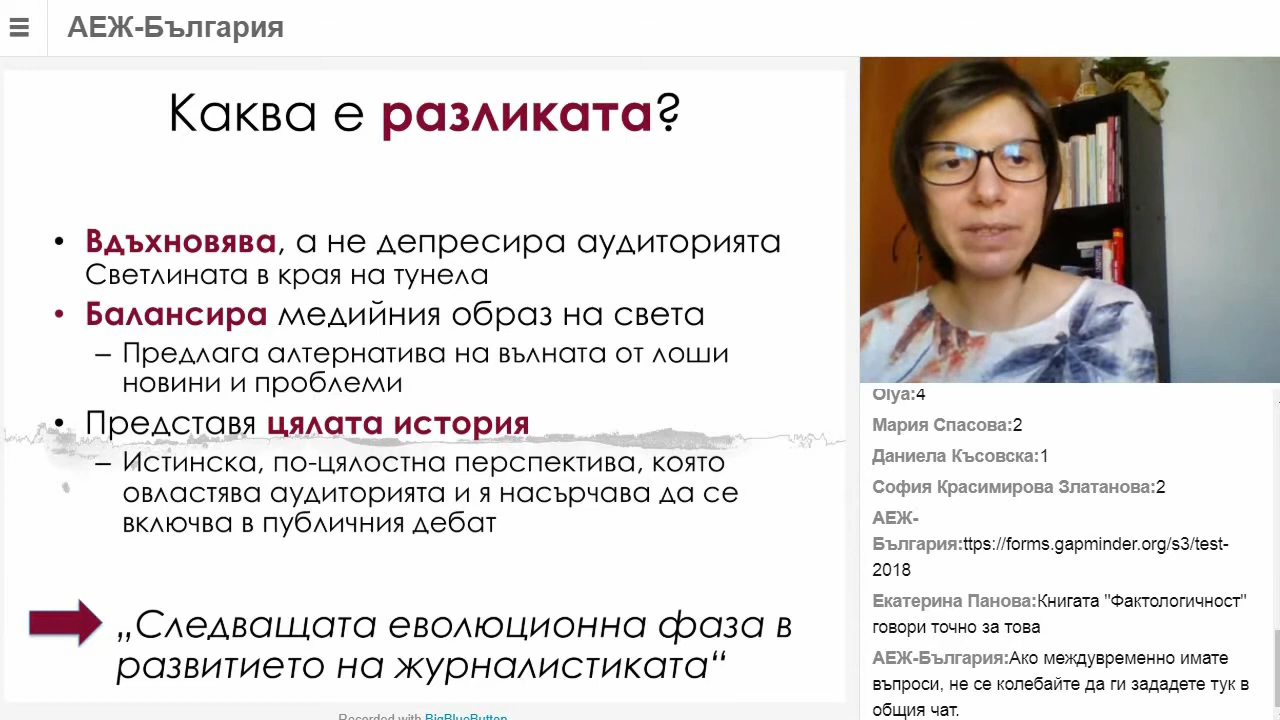 АЕЖ-България
Каква е разликата?
• Вдъхновява, а не депресира аудиторията
Светлината в края на тунела
• Балансира медийния образ на света
– Предлага алтернатива на вълната от лоши
новини и проблеми
• Представя цялата история
– Истинска, по-цялостна перспектива, която
овластява аудиторията и я насърчава да се
включва в публичния дебат
„Следващата еволюционна фаза в
развитието на журналистиката“
Olya:4
Мария Спасова:2
Даниела Късовска:1
София Красимирова Златанова:2
АЕЖ-
България:ttps://forms.gapminder.org/s3/test-
2018
Екатерина Панова:Книгата "Фактологичност"
говори точно за това
АЕЖ-България:Ако междувременно имате
въпроси, не се колебайте да ги зададете тук в
общия чат.
Recorded with BigBlueButton